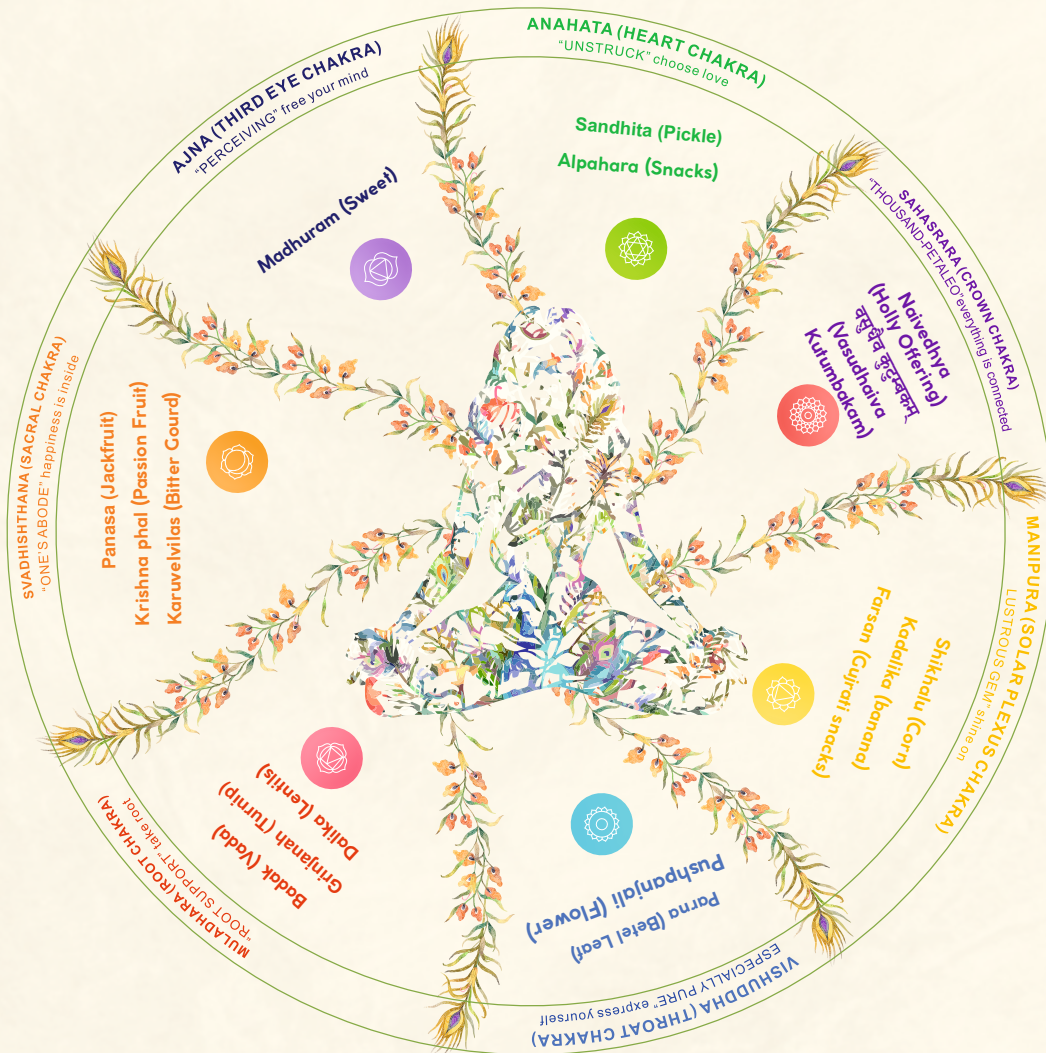 ANAHATA (HEART CHAKRA)
“UNSTRUCK” choose love
Sandhita (Pickle)
Alpahara (Snacks)
SAHASRARA (CROWN CHAKRA)
“THOUSAND-PETALEO”everything is connected
Naivedhya
(Holly Offering)
वसुधैव कुटुम्बकम्
(Vasudhaiva
Kutumbakam)
MANIPURA (SOLAR PLEXUS CHAKRA)
LUSTROUS GEM” shine on
Shikhalu (Corn)
Kadalika (banana)
Farsan (Gujrati snacks)
VISHUDDHA (THROAT CHAKRA)
ESPECIALLY PURE” express yourself
Pushpanjali (Flower)
Parna (Betel Leaf)
MULADHARA (ROOT CHAKRA)
“ROOT SUPPORT” take root
Dalika (Lentils)
Grinjanah (Turnip)
Badak (Vada)
SVADHISHTHANA (SACRAL CHAKRA)
“ONE’S ABODE” happiness is inside
Panasa (Jackfruit)
Krishna phal (Passion Fruit)
Karuvelvilas (Bitter Gourd)
AJNA (THIRD EYE CHAKRA)
“PERCEIVING” free your mind
Madhuram (Sweet)